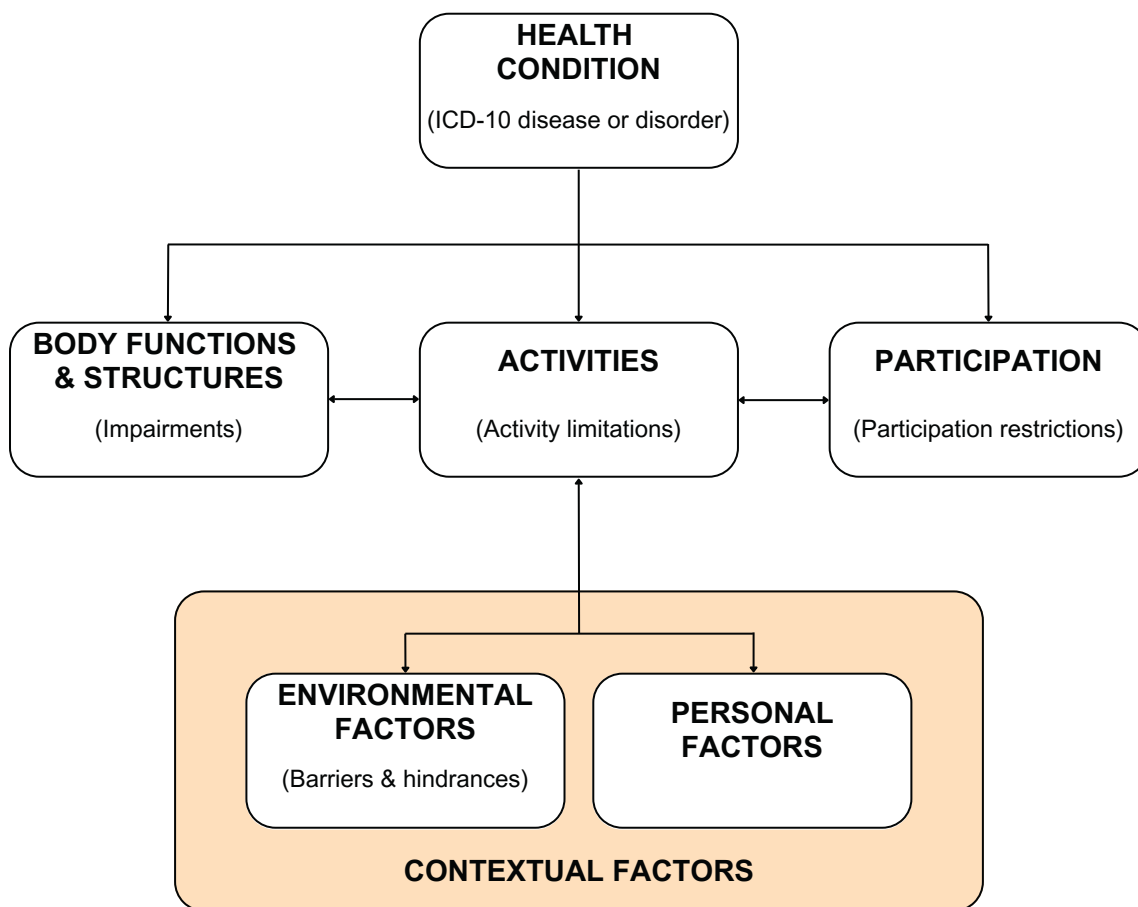 HEALTH
CONDITION
(ICD-10 disease or disorder)
BODY FUNCTIONS
& STRUCTURES
(Impairments)
ACTIVITIES
(Activity limitations)
PARTICIPATION
(Participation restrictions)
ENVIRONMENTAL
FACTORS
(Barriers & hindrances)
PERSONAL
FACTORS
CONTEXTUAL FACTORS